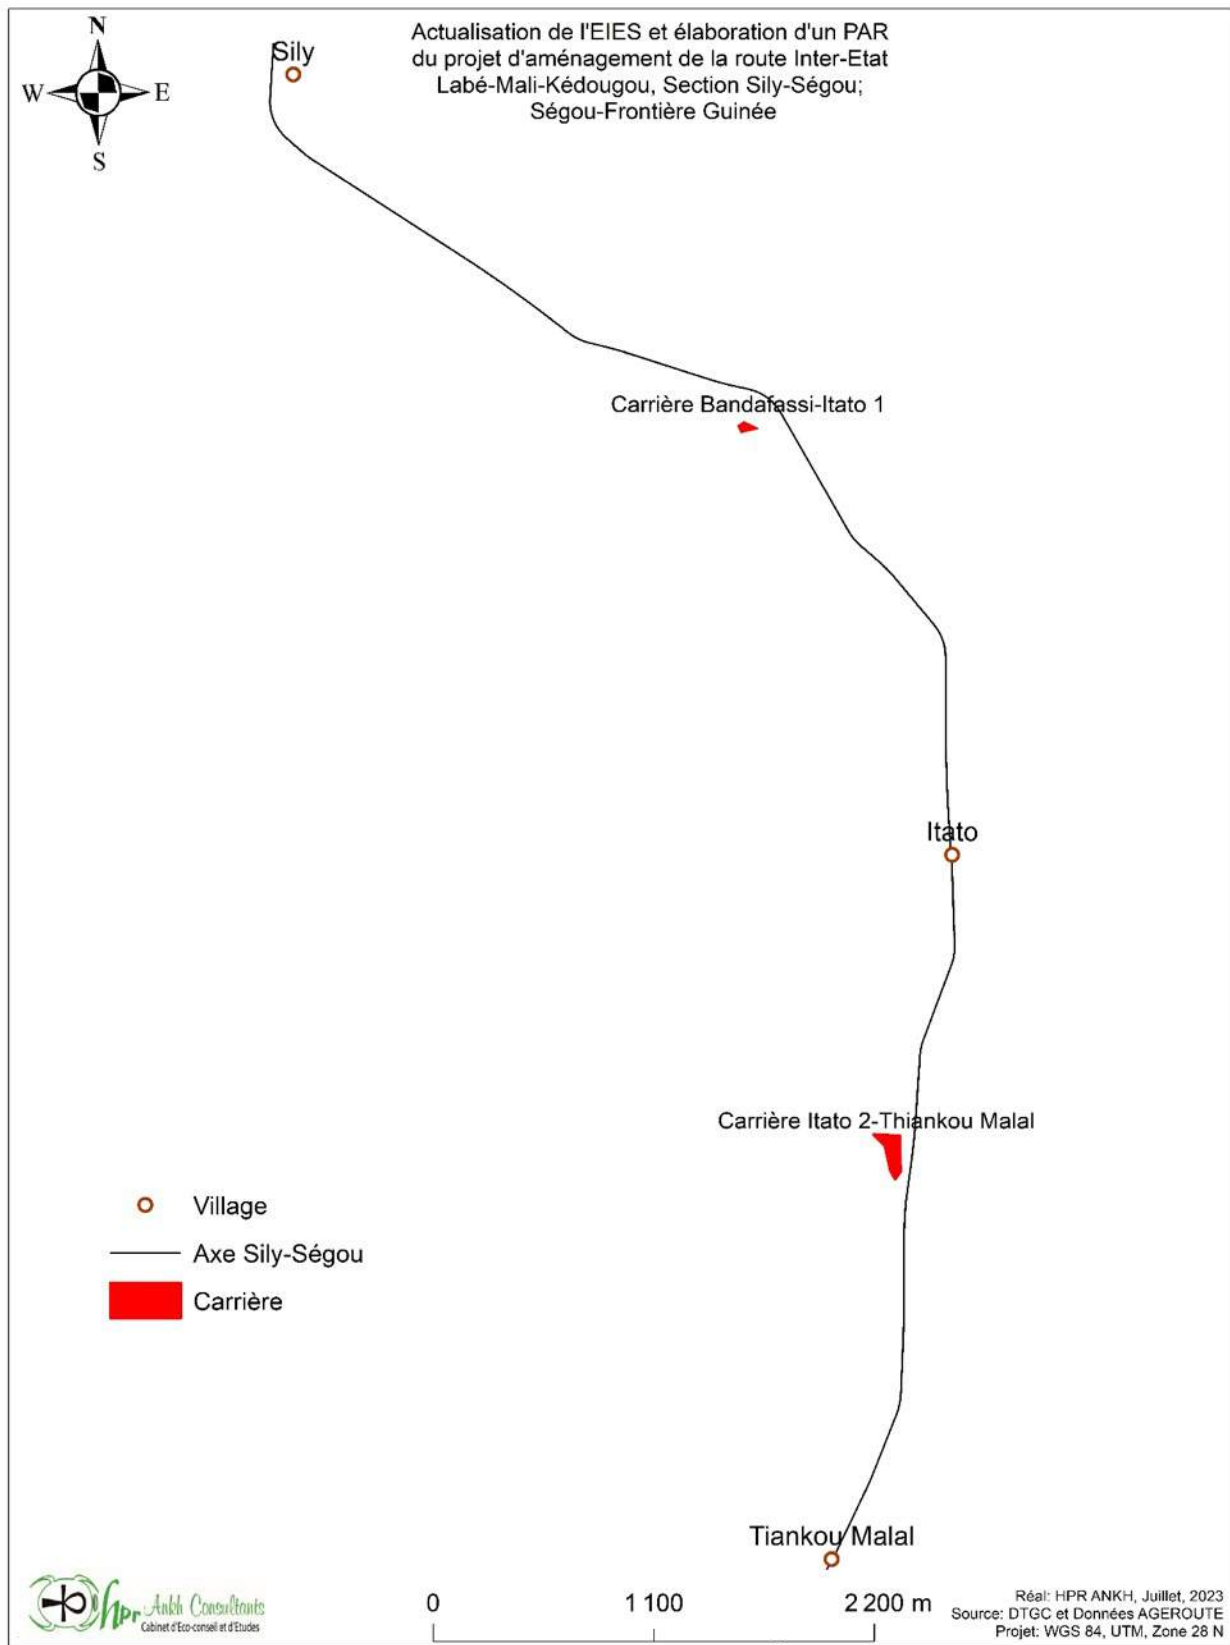 N
W E
S
Actualisation de l'EIES et élaboration d'un PAR
du projet d'aménagement de la route Inter-Etat
Labé-Mali-Kédougou, Section Sily-Ségou;
Ségou-Frontière Guinée
Sily
Carrière Bandafassi-Itato 1
Itato
Carrière Itato 2-Thiankou Malal
Village
Axe Sily-Ségou
Carrière
Tiankou Malal
hpr Ankh Consultants
Cabinet d'Eco-conseil et d'Etudes
0 1 100 2 200 m
Réal: HPR ANKH, Juillet, 2023
Source: DTGC et Données AGEROUTE
Projet: WGS 84, UTM, Zone 28 N